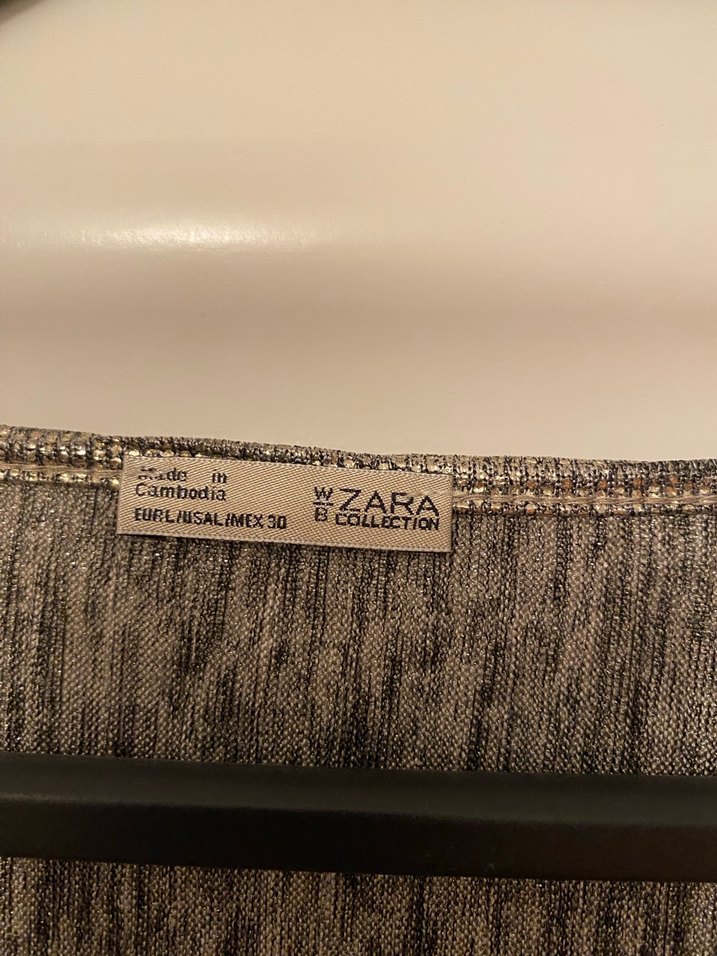 Made in
Cambodia
EUR L / USA L / MEX 30
W
B
ZARA
COLLECTION